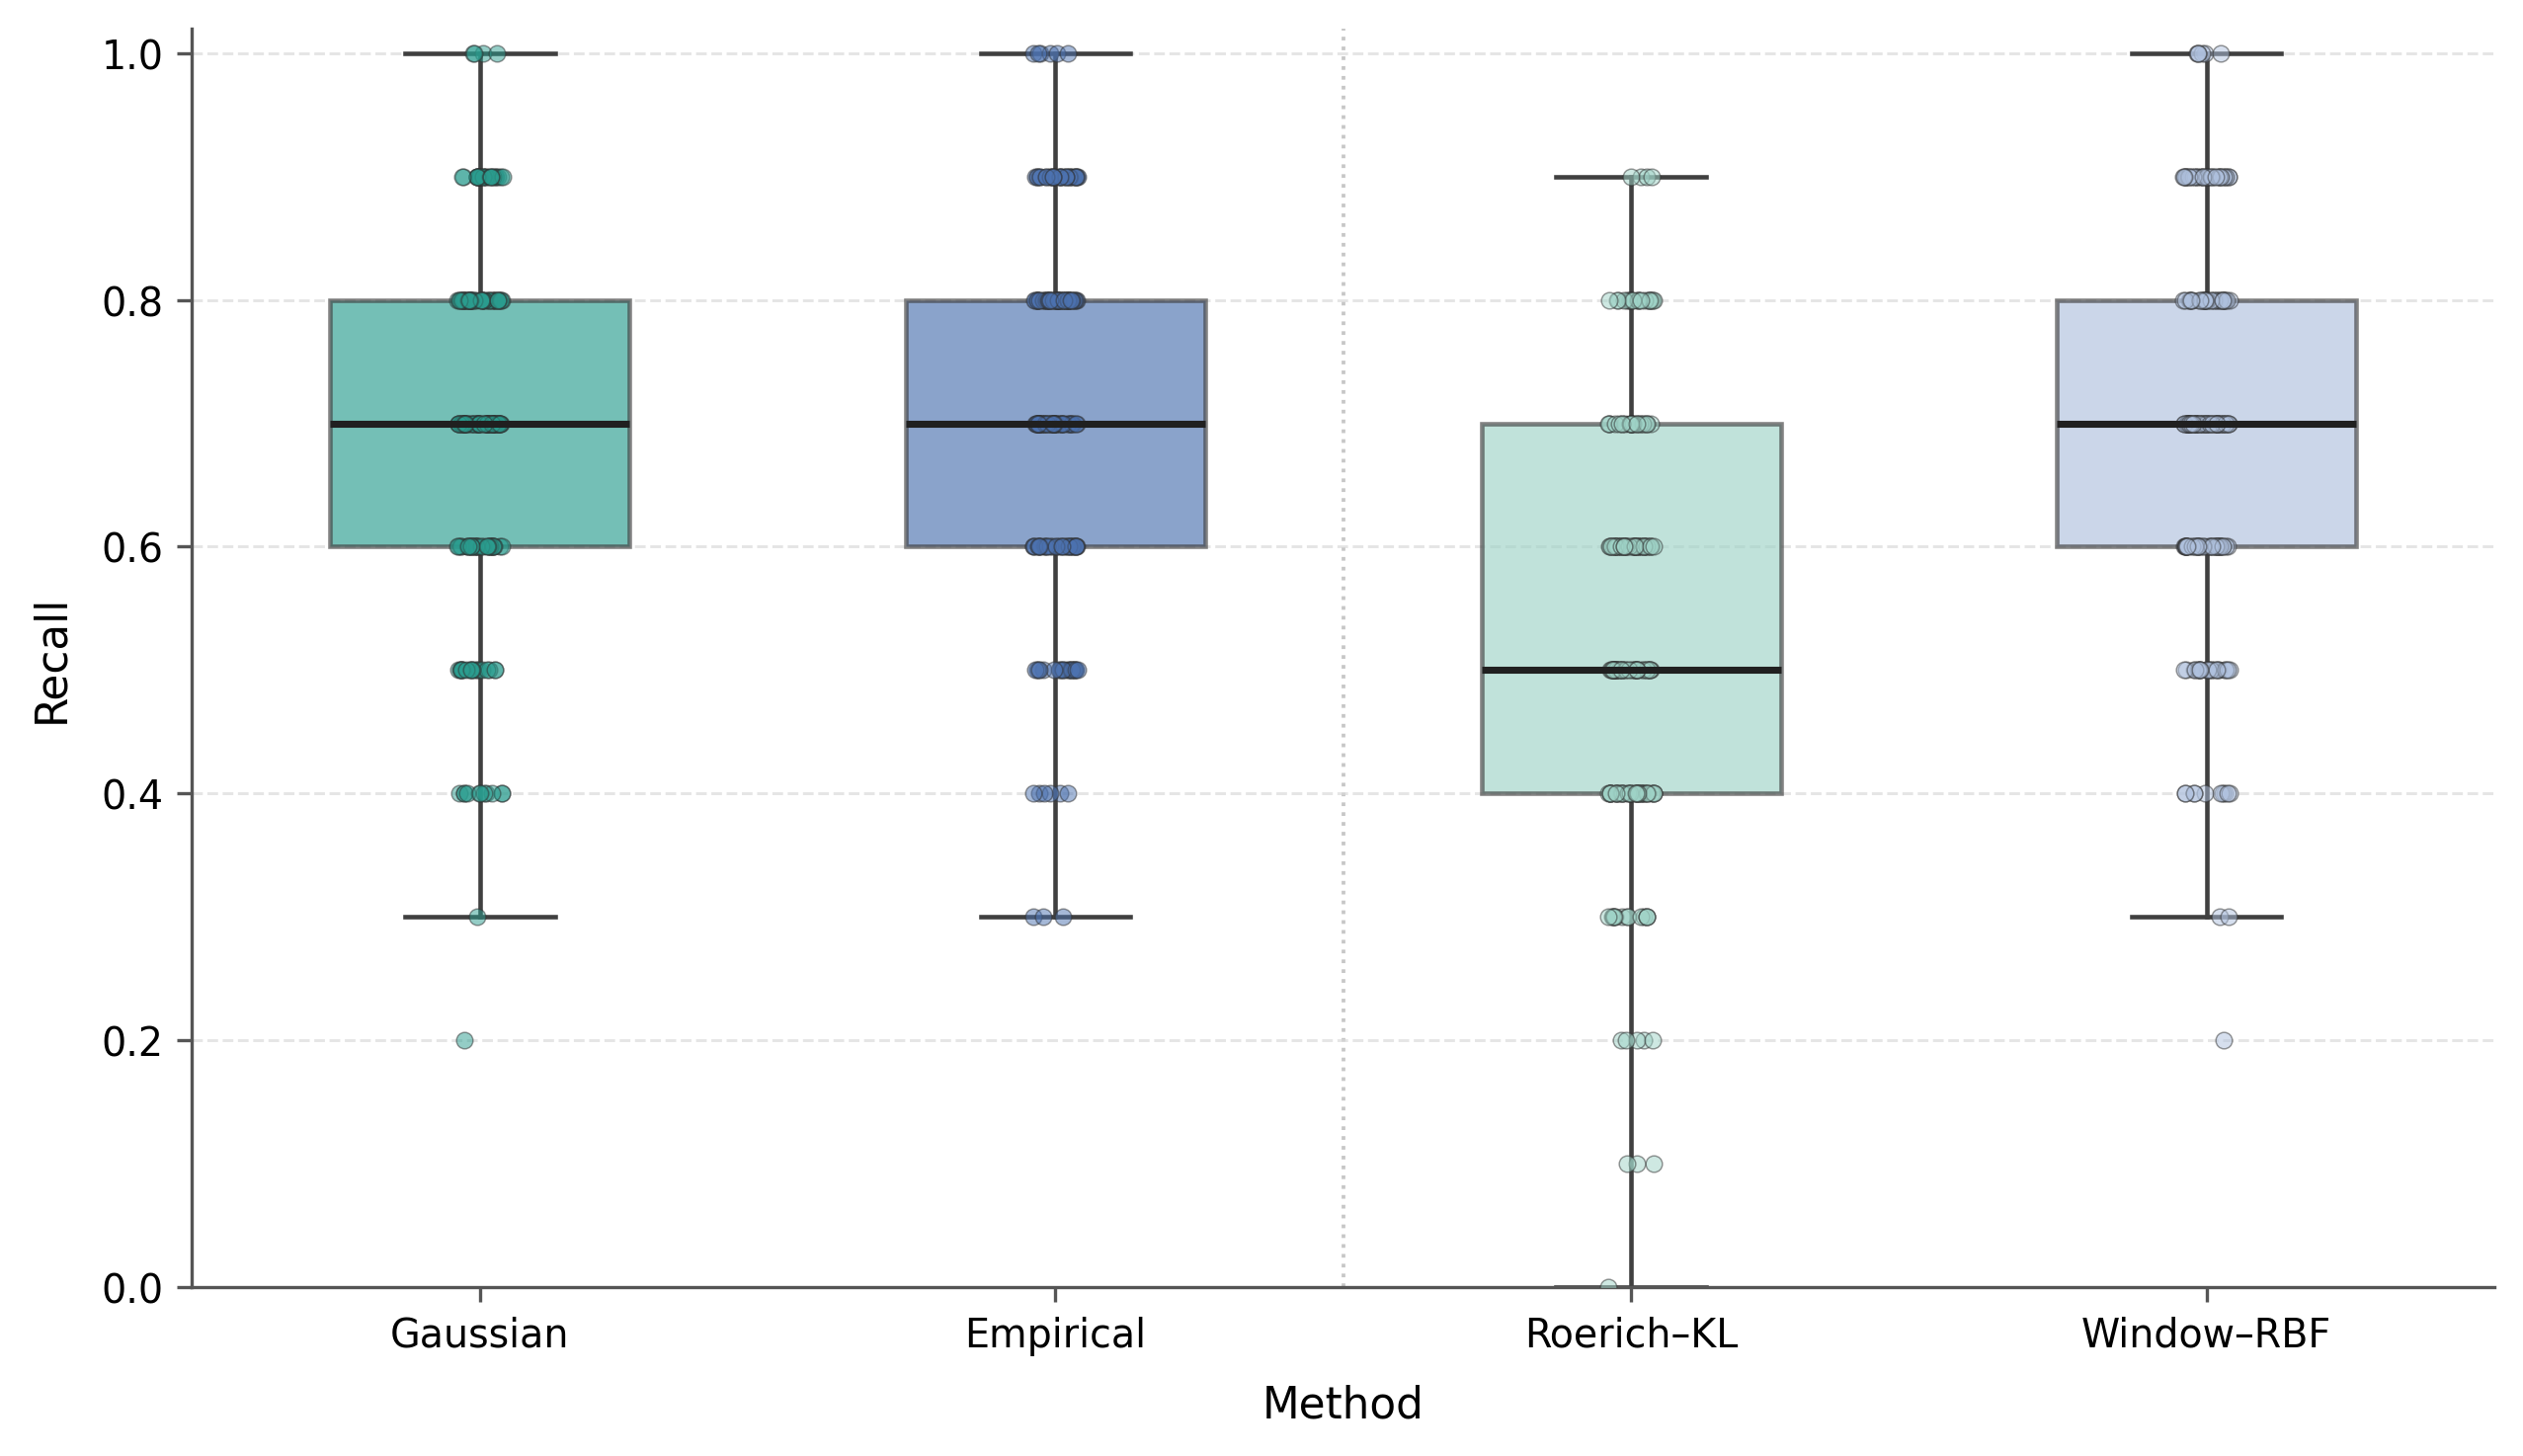 1.0
0.8
0.6
0.4
0.2
0.0
Recall
Gaussian
Empirical
Roerich–KL
Window–RBF
Method